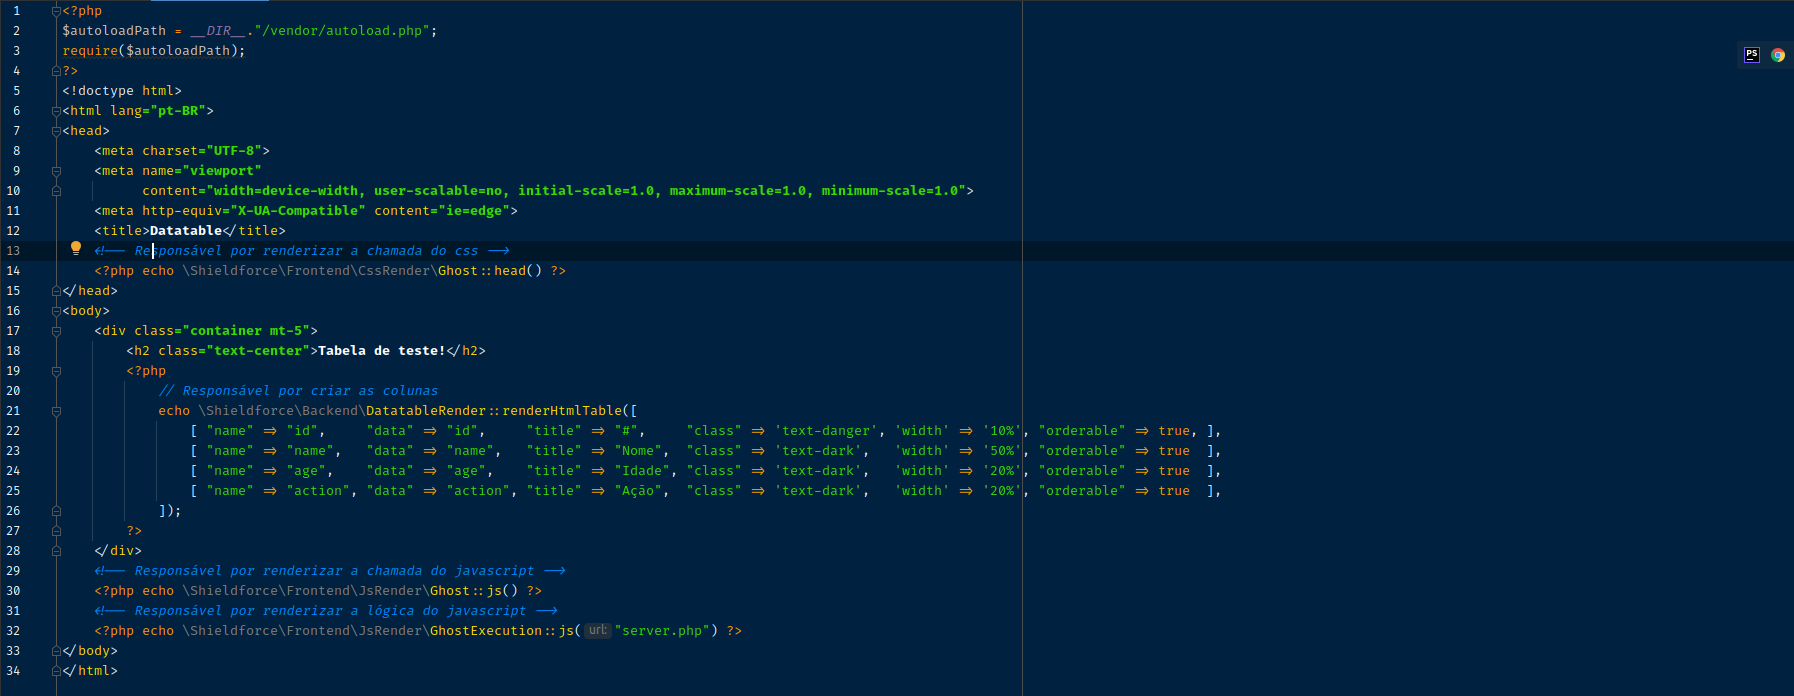 1 <?php
2 $autoloadPath = __DIR__."/vendor/autoload.php";
3 require($autoloadPath);
PS
4 ?>
5 <!doctype html>
6 <html lang="pt-BR">
7 <head>
8     <meta charset="UTF-8">
9     <meta name="viewport"
10           content="width=device-width, user-scalable=no, initial-scale=1.0, maximum-scale=1.0, minimum-scale=1.0">
11     <meta http-equiv="X-UA-Compatible" content="ie=edge">
12     <title>Datatable</title>
13     <!-- Responsável por renderizar a chamada do css -->
14     <?php echo \Shieldforce\Frontend\CssRender\Ghost::head() ?>
15 </head>
16 <body>
17     <div class="container mt-5">
18         <h2 class="text-center">Tabela de teste!</h2>
19         <?php
20             // Responsável por criar as colunas
21             echo \Shieldforce\Backend\DatatableRender::renderHtmlTable([
22                 [ "name" => "id",     "data" => "id",     "title" => "#",     "class" => 'text-danger', 'width' => '10%', "orderable" => true, ],
23                 [ "name" => "name",   "data" => "name",   "title" => "Nome",  "class" => 'text-dark',   'width' => '50%', "orderable" => true  ],
24                 [ "name" => "age",    "data" => "age",    "title" => "Idade", "class" => 'text-dark',   'width' => '20%', "orderable" => true  ],
25                 [ "name" => "action", "data" => "action", "title" => "Ação",  "class" => 'text-dark',   'width' => '20%', "orderable" => true  ],
26             ]);
27         ?>
28     </div>
29     <!-- Responsável por renderizar a chamada do javascript -->
30     <?php echo \Shieldforce\Frontend\JsRender\Ghost::js() ?>
31     <!-- Responsável por renderizar a lógica do javascript -->
32     <?php echo \Shieldforce\Frontend\JsRender\GhostExecution::js( url: "server.php") ?>
33 </body>
34 </html>